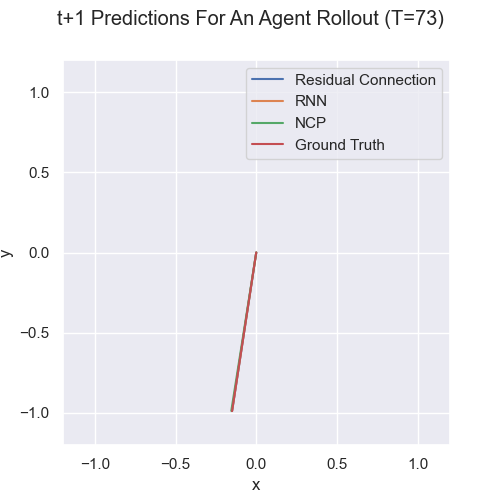 t+1 Predictions For An Agent Rollout (T=73)
Residual Connection
RNN
NCP
Ground Truth
1.0
0.5
0.0
−0.5
−1.0
y
−1.0 −0.5 0.0 0.5 1.0
x